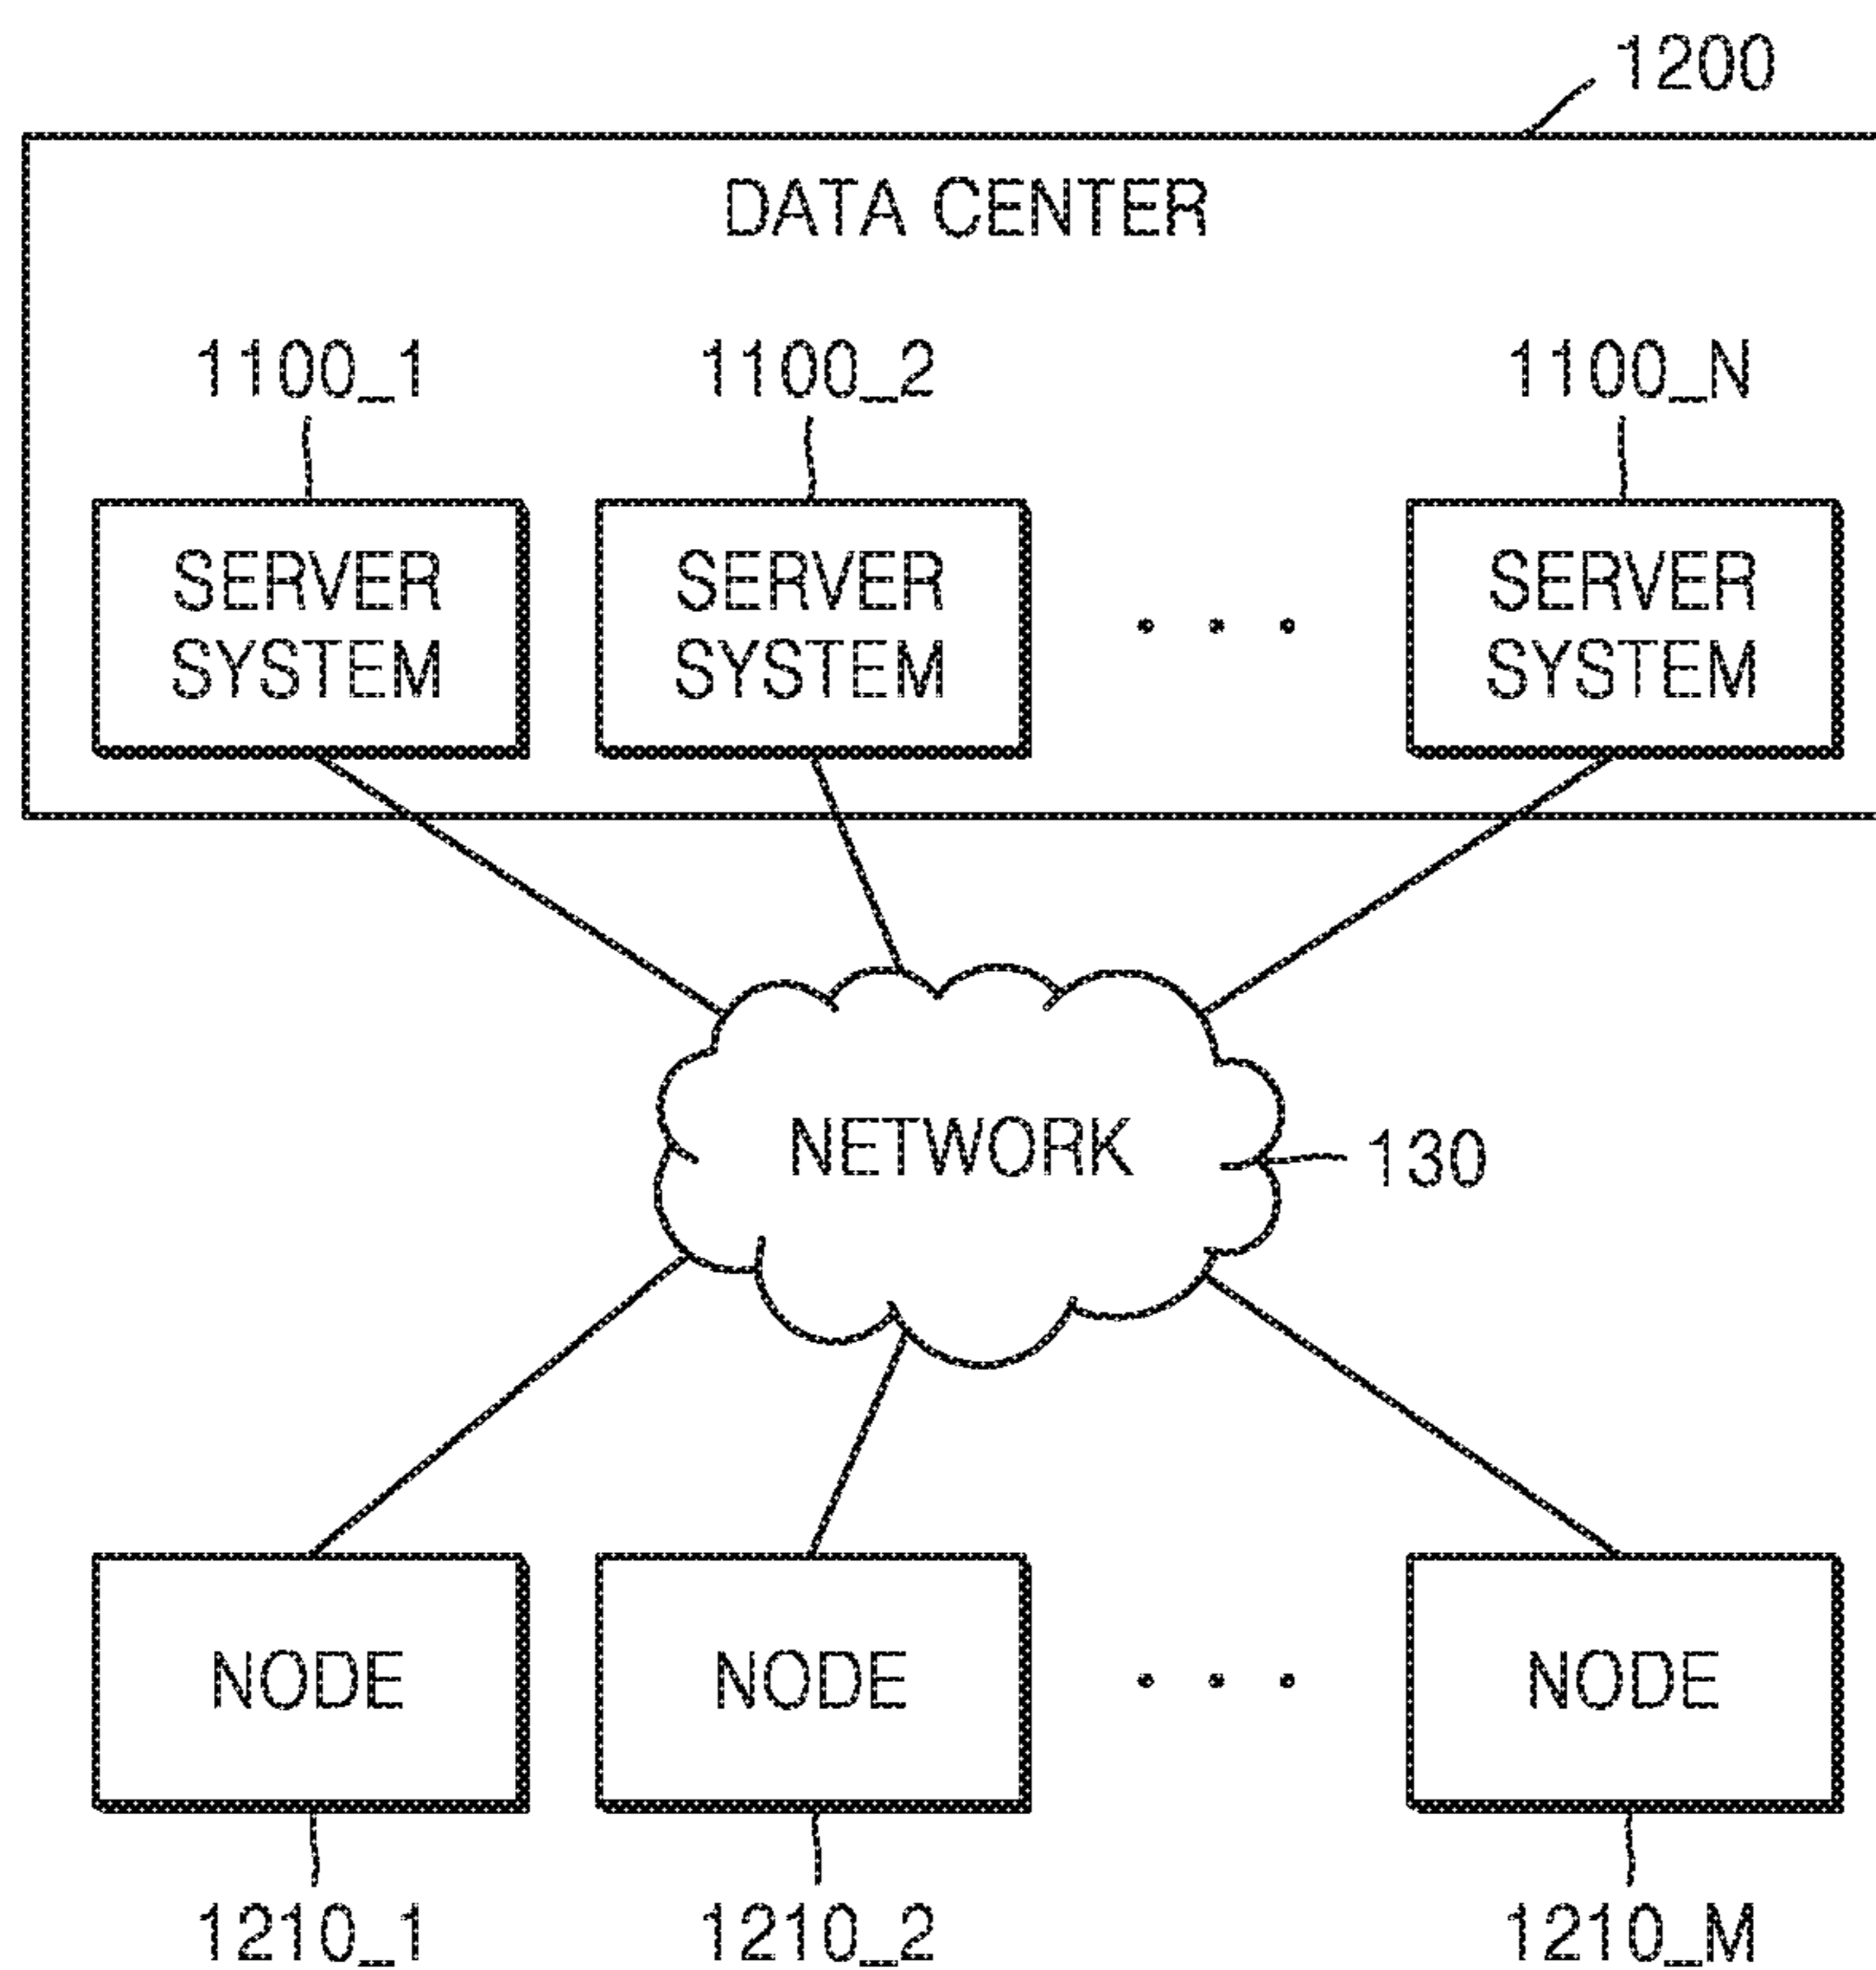 1200
DATA CENTER
1100_1 1100_2 1100_N
SERVER SERVER SERVER
SYSTEM SYSTEM . . . SYSTEM
NETWORK 130
NODE NODE . . . NODE
1210_1 1210_2 1210_M